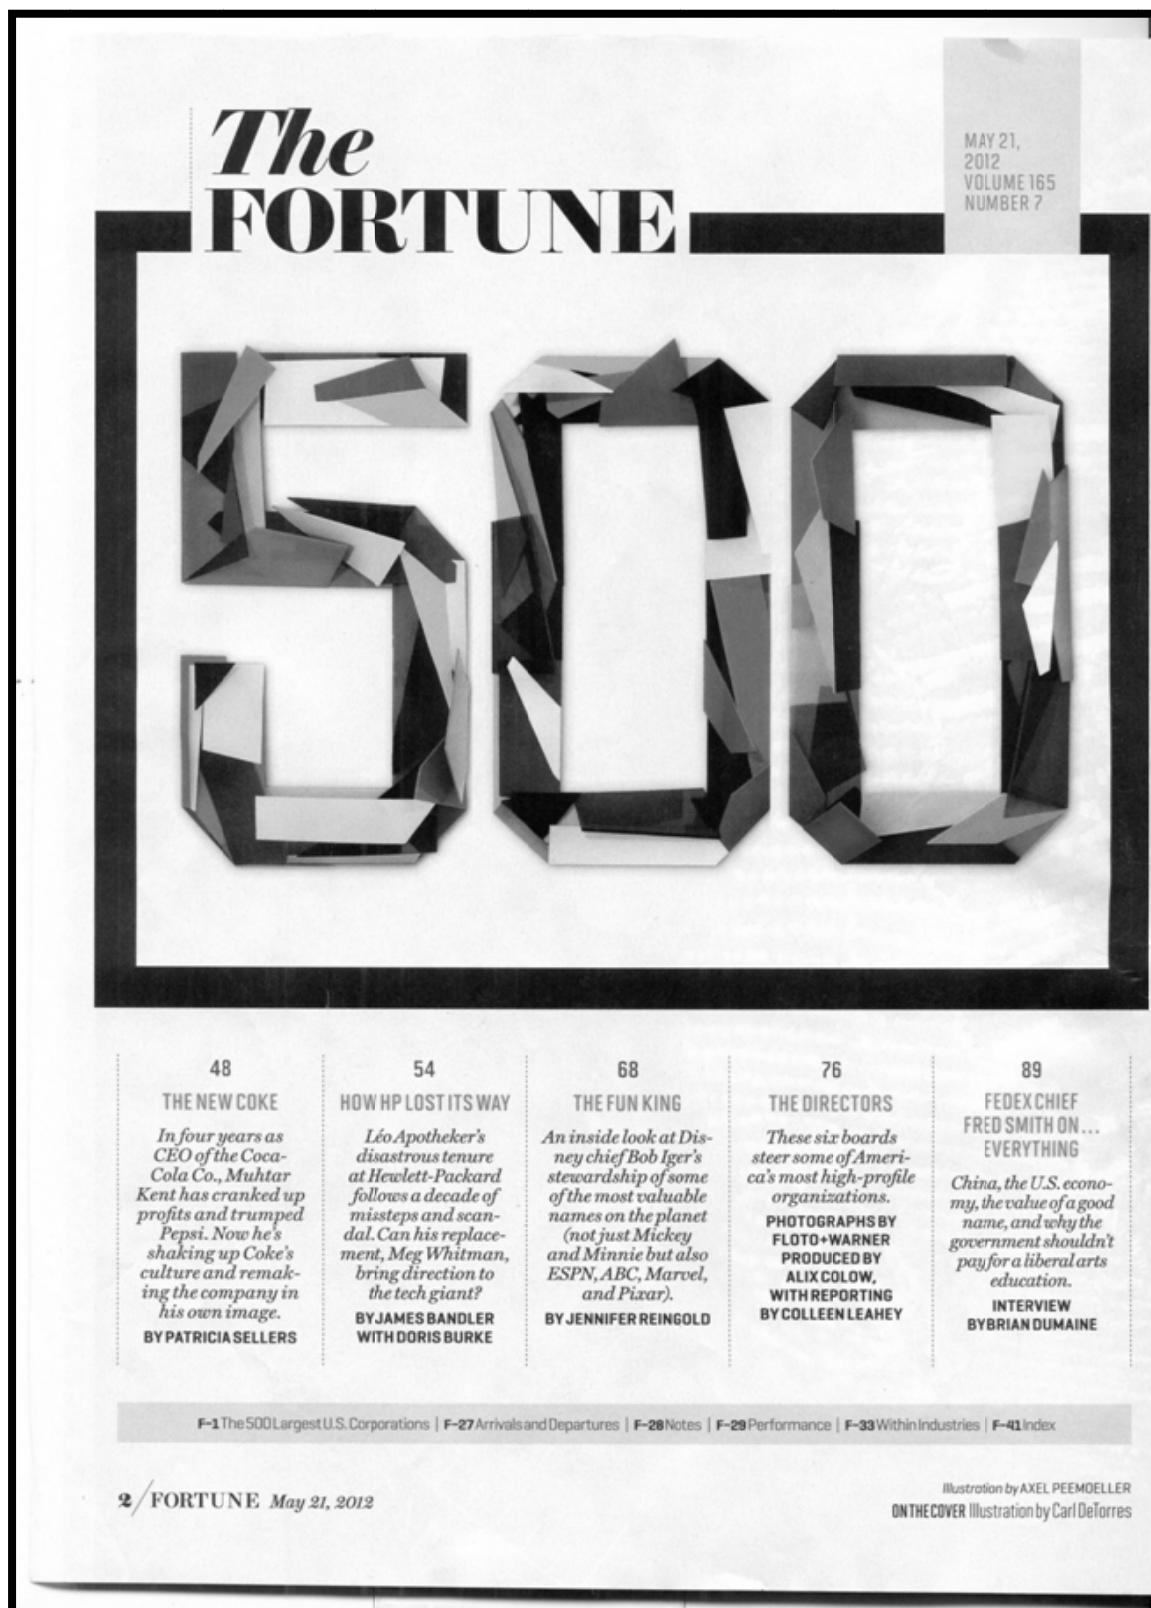 The
FORTUNE
MAY 21,
2012
VOLUME 165
NUMBER 7
500
48
THE NEW COKE
In four years as
CEO of the Coca-
Cola Co., Muhtar
Kent has cranked up
profits and trumped
Pepsi. Now he's
shaking up Coke's
culture and remak-
ing the company in
his own image.
BY PATRICIA SELLERS
54
HOW HP LOST ITS WAY
Léo Apotheker's
disastrous tenure
at Hewlett-Packard
follows a decade of
missteps and scan-
dal. Can his replace-
ment, Meg Whitman,
bring direction to
the tech giant?
BY JAMES BANDLER
WITH DORIS BURKE
68
THE FUN KING
An inside look at Dis-
ney chief Bob Iger's
stewardship of some
of the most valuable
names on the planet
(not just Mickey
and Minnie but also
ESPN, ABC, Marvel,
and Pixar).
BY JENNIFER REINGOLD
76
THE DIRECTORS
These six boards
steer some of Ameri-
ca's most high-profile
organizations.
PHOTOGRAPHS BY
FLOTO+WARNER
PRODUCED BY
ALIX COLOW,
WITH REPORTING
BY COLLEEN LEAHEY
89
FEDEX CHIEF
FRED SMITH ON...
EVERYTHING
China, the U.S. econo-
my, the value of a good
name, and why the
government shouldn't
pay for a liberal arts
education.
INTERVIEW
BY BRIAN DUMAINE
F-1 The 500 Largest U.S. Corporations | F-27 Arrivals and Departures | F-28 Notes | F-29 Performance | F-33 Within Industries | F-41 Index
2/FORTUNE May 21, 2012
Illustration by AXEL PEEMOELLER
ON THE COVER Illustration by Carl DeTorres